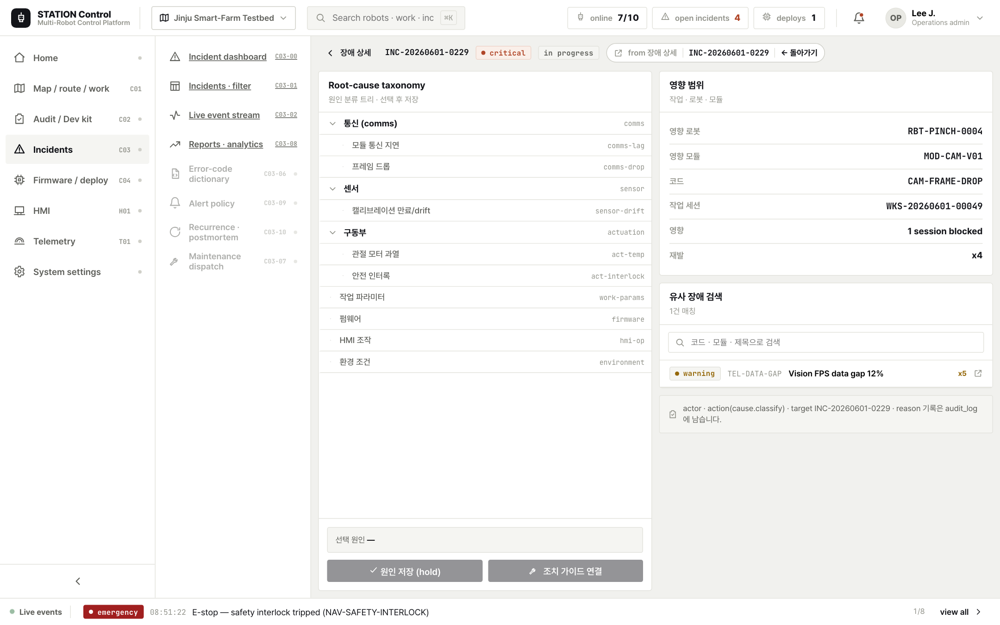 STATION Control
Multi-Robot Control Platform
Jinju Smart-Farm Testbed
Search robots · work · inc
⌘K
online 7/10
open incidents 4
deploys 1
OP
Lee J.
Operations admin
Home
Map / route / work C01
Audit / Dev kit C02
Incidents C03
Firmware / deploy C04
HMI H01
Telemetry T01
System settings
Incident dashboard C03-00
Incidents · filter C03-01
Live event stream C03-02
Reports · analytics C03-08
Error-code
dictionary C03-06
Alert policy C03-09
Recurrence ·
postmortem C03-10
Maintenance
dispatch C03-07
장애 상세 INC-20260601-0229 critical in progress from 장애 상세 INC-20260601-0229 ← 돌아가기
Root-cause taxonomy
원인 분류 트리 · 선택 후 저장
통신 (comms) comms
모듈 통신 지연 comms-lag
프레임 드롭 comms-drop
센서 sensor
캘리브레이션 만료/drift sensor-drift
구동부 actuation
관절 모터 과열 act-temp
안전 인터록 act-interlock
작업 파라미터 work-params
펌웨어 firmware
HMI 조작 hmi-op
환경 조건 environment
선택 원인 —
원인 저장 (hold)
조치 가이드 연결
영향 범위
작업 · 로봇 · 모듈
영향 로봇 RBT-PINCH-0004
영향 모듈 MOD-CAM-V01
코드 CAM-FRAME-DROP
작업 세션 WKS-20260601-00049
영향 1 session blocked
재발 x4
유사 장애 검색
1건 매칭
코드 · 모듈 · 제목으로 검색
warning TEL-DATA-GAP Vision FPS data gap 12% x5
actor · action(cause.classify) · target INC-20260601-0229 · reason 기록은 audit_log
에 남습니다.
Live events emergency 08:51:22 E-stop — safety interlock tripped (NAV-SAFETY-INTERLOCK) 1/8 view all